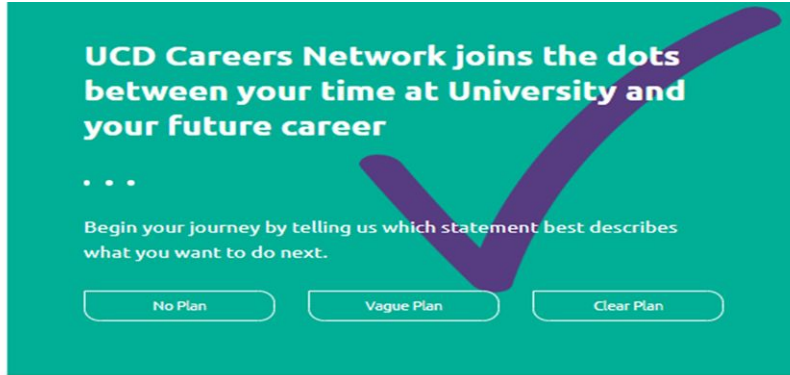 UCD Careers Network joins the dots
between your time at University and
your future career
...
Begin your journey by telling us which statement best describes
what you want to do next.
No Plan
Vague Plan
Clear Plan